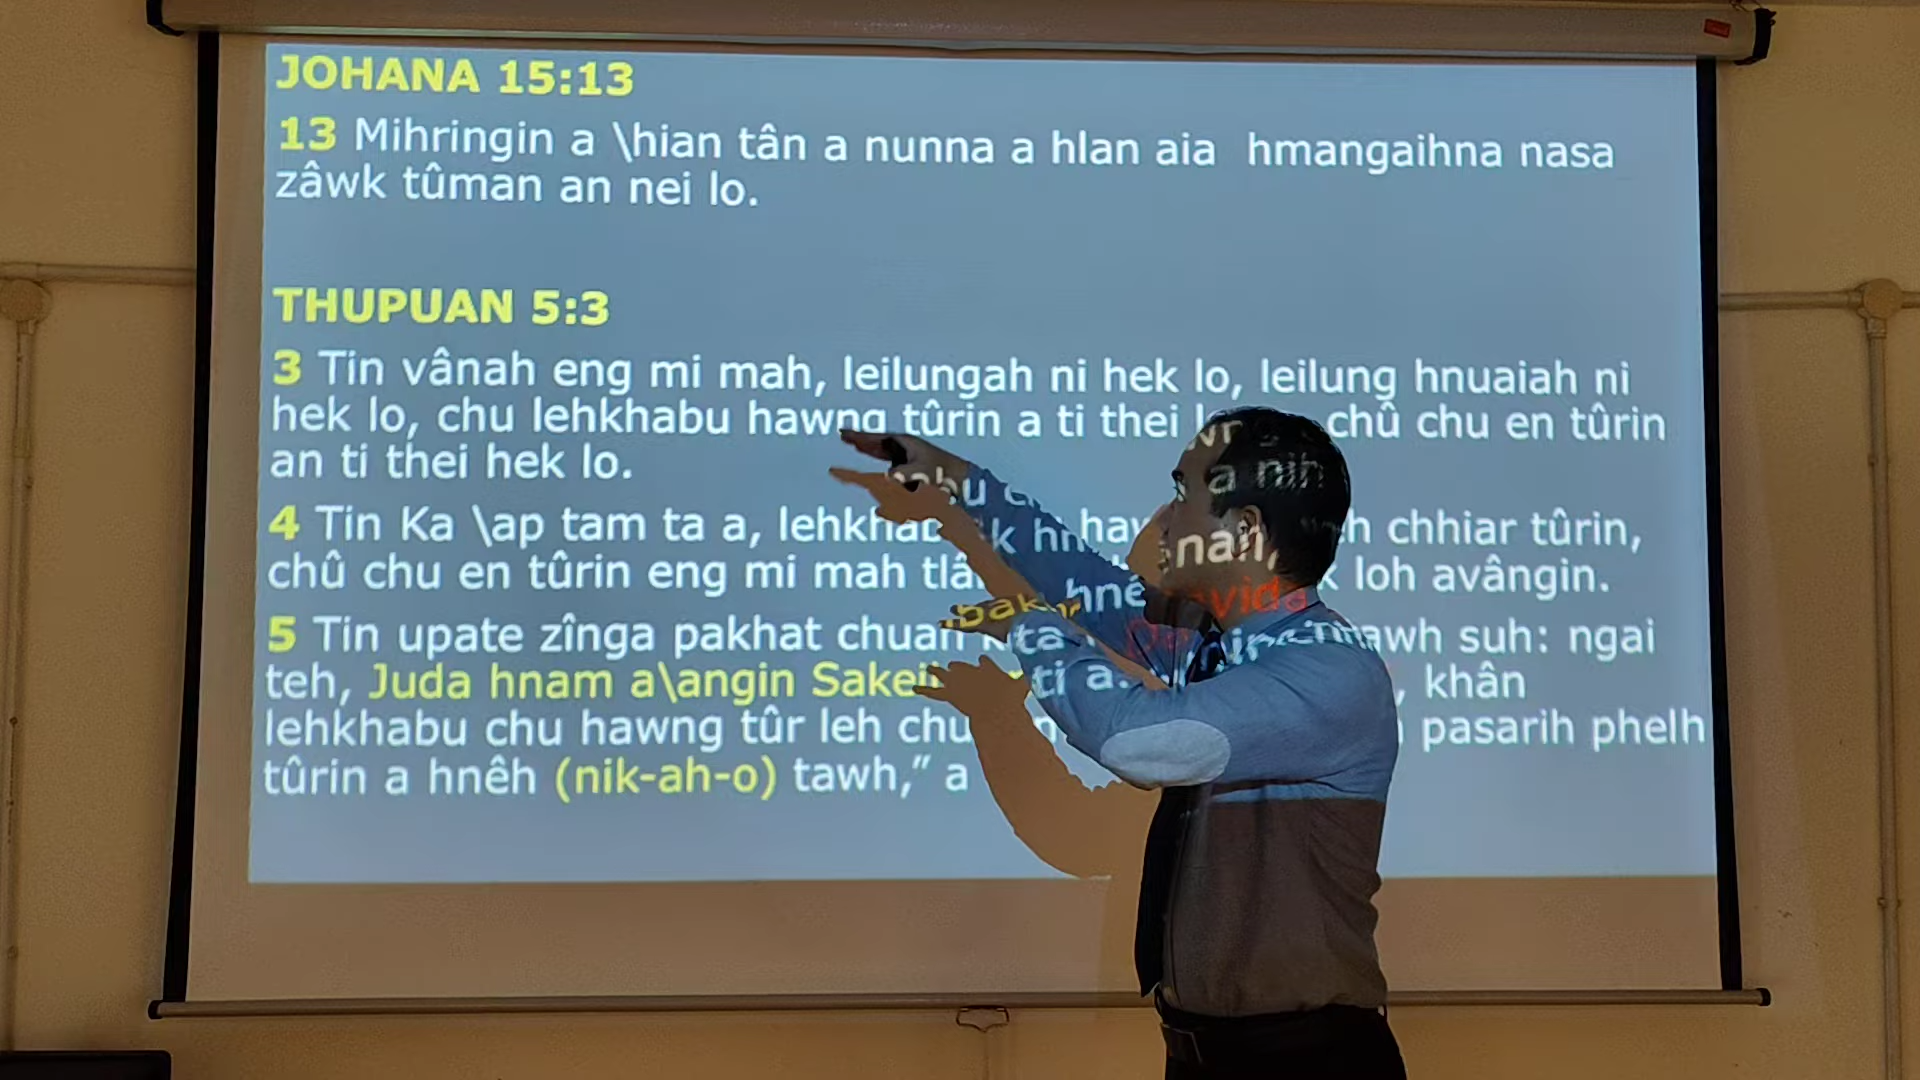 JOHANA 15:13
13 Mihringin a \hian tân a nunna a hlan aia hmangaihna nasa
zâwk tûman an nei lo.
THUPUAN 5:3
3 Tin vânah eng mi mah, leilungah ni hek lo, leilung hnuaiah ni
hek lo, chu lehkhabu hawng tûrin a ti thei chû chu en tûrin
an ti thei hek lo.
4 Tin Ka \ap tam ta a, chhiar tûrin,
chû chu en tûrin eng mi mah loh avângin.
5 Tin upate zînga pakhat chuan suh: ngai
teh, Juda hnam a\angin ti a. khân
lehkhabu chu hawng tûr leh chu pasarih phelh
tûrin a hnêh (nik-ah-o) tawh,” a